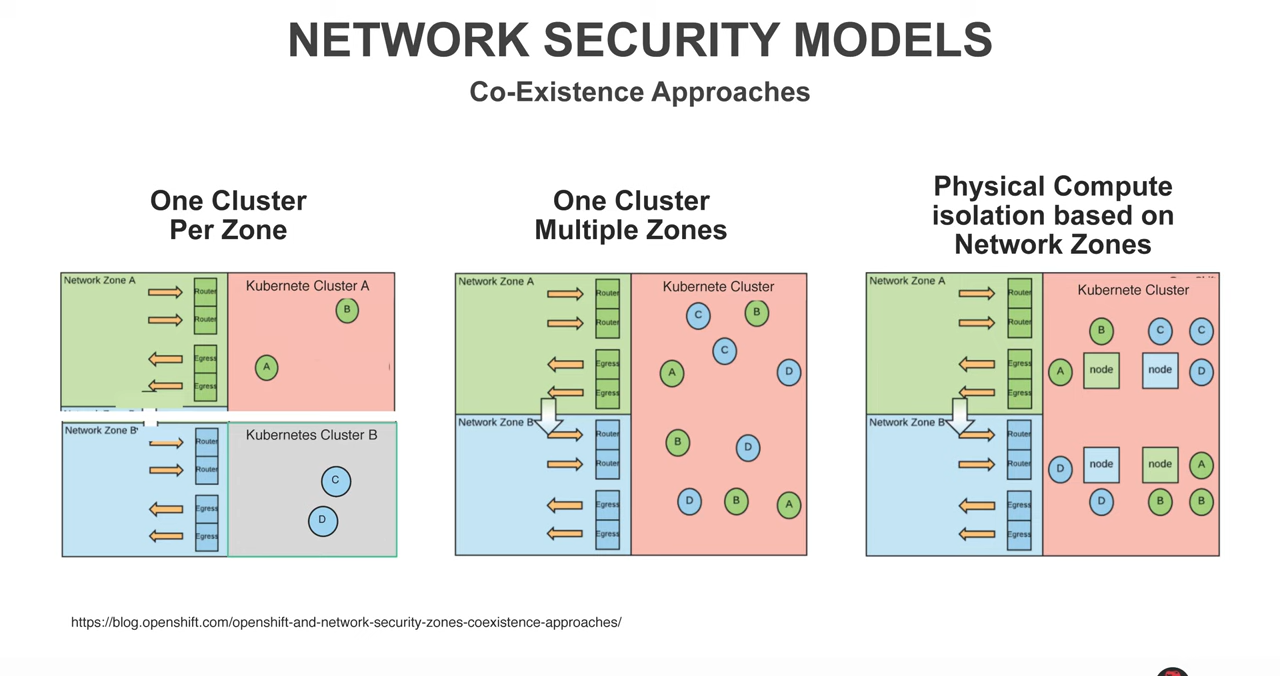 NETWORK SECURITY MODELS
Co-Existence Approaches
One Cluster
Per Zone
Network Zone A
Router
Router
Egress
Egress
Kubernete Cluster A
B
A
Network Zone B
Router
Router
Egress
Egress
Kubernetes Cluster B
C
D
One Cluster
Multiple Zones
Network Zone A
Router
Router
Egress
Egress
Network Zone B
Router
Router
Egress
Egress
Kubernete Cluster
C
B
C
A
D
B
D
D
B
A
Physical Compute
isolation based on
Network Zones
Network Zone A
Router
Router
Egress
Egress
Network Zone B
Router
Router
Egress
Egress
Kubernete Cluster
B
C
C
A
node
node
D
D
node
node
A
D
B
B
https://blog.openshift.com/openshift-and-network-security-zones-coexistence-approaches/